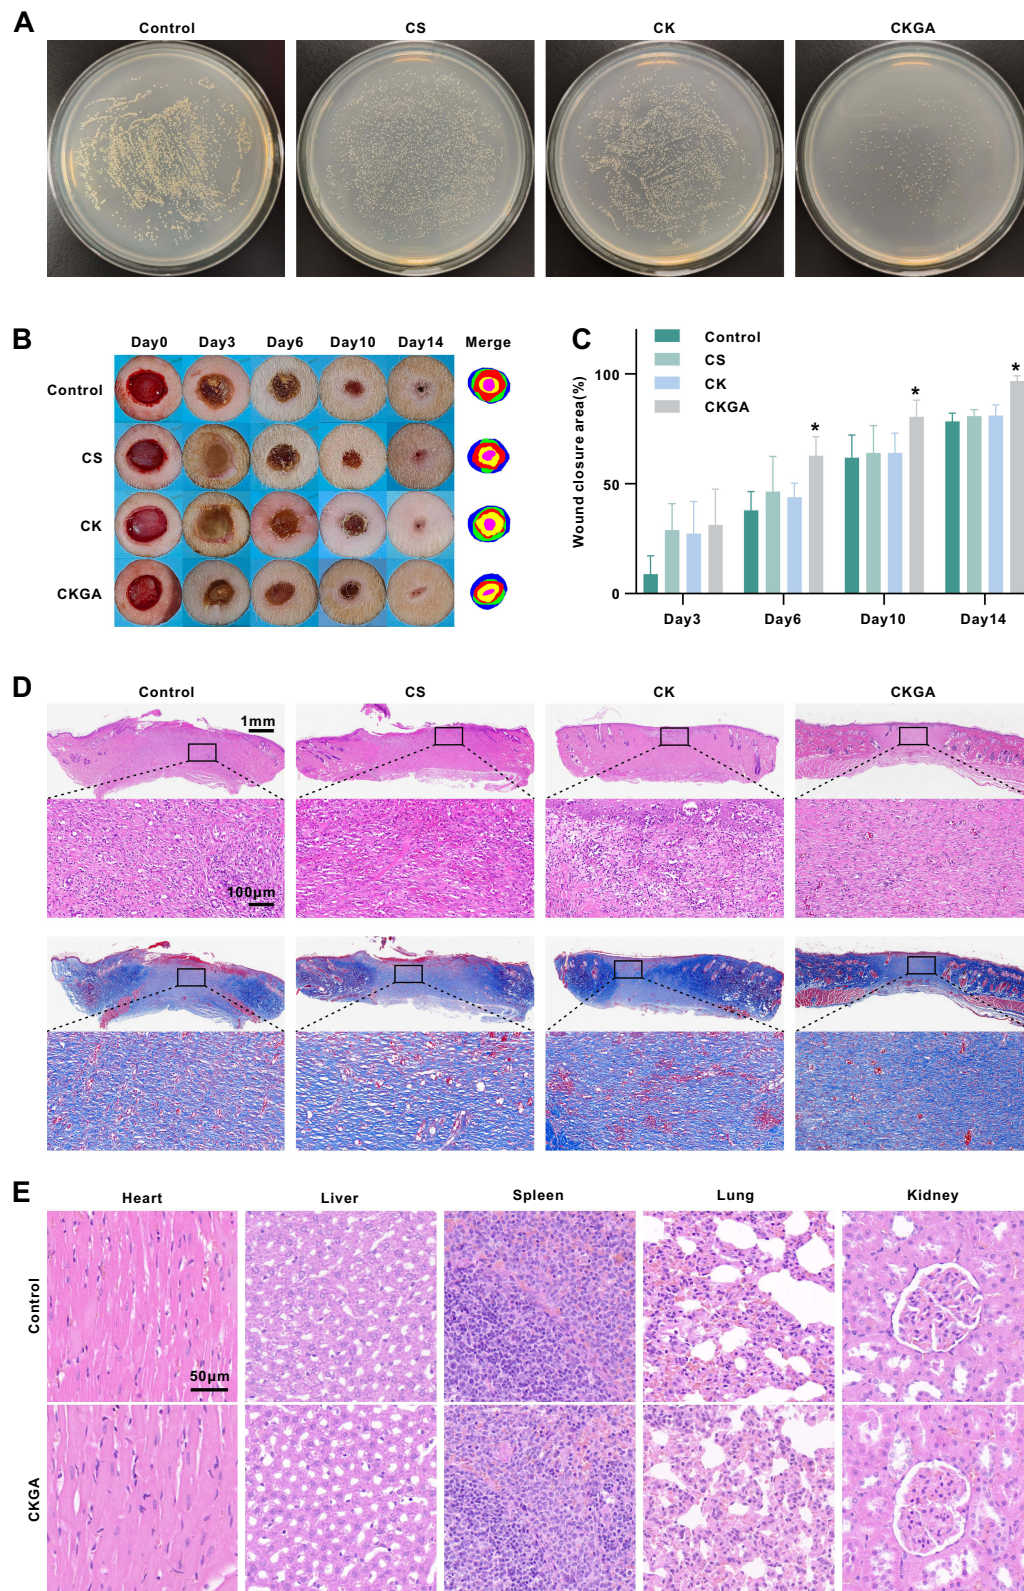 A
Control CS CK CKGA
B
Day0 Day3 Day6 Day10 Day14 Merge
Control
CS
CK
CKGA
C
Wound closure area(%)
100
50
0
Control
CS
CK
CKGA
*
*
*
Day3 Day6 Day10 Day14
D
Control CS CK CKGA
1mm
100μm
E
Heart Liver Spleen Lung Kidney
Control
50μm
CKGA